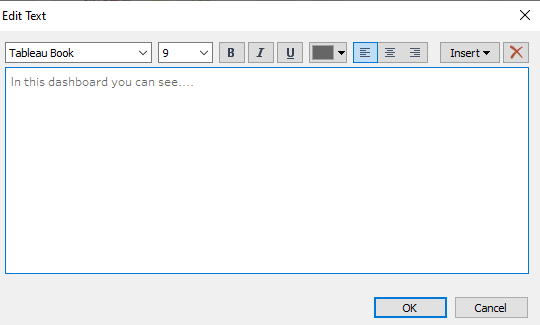 Edit Text
Tableau Book 9 B I U Insert
In this dashboard you can see....
OK Cancel